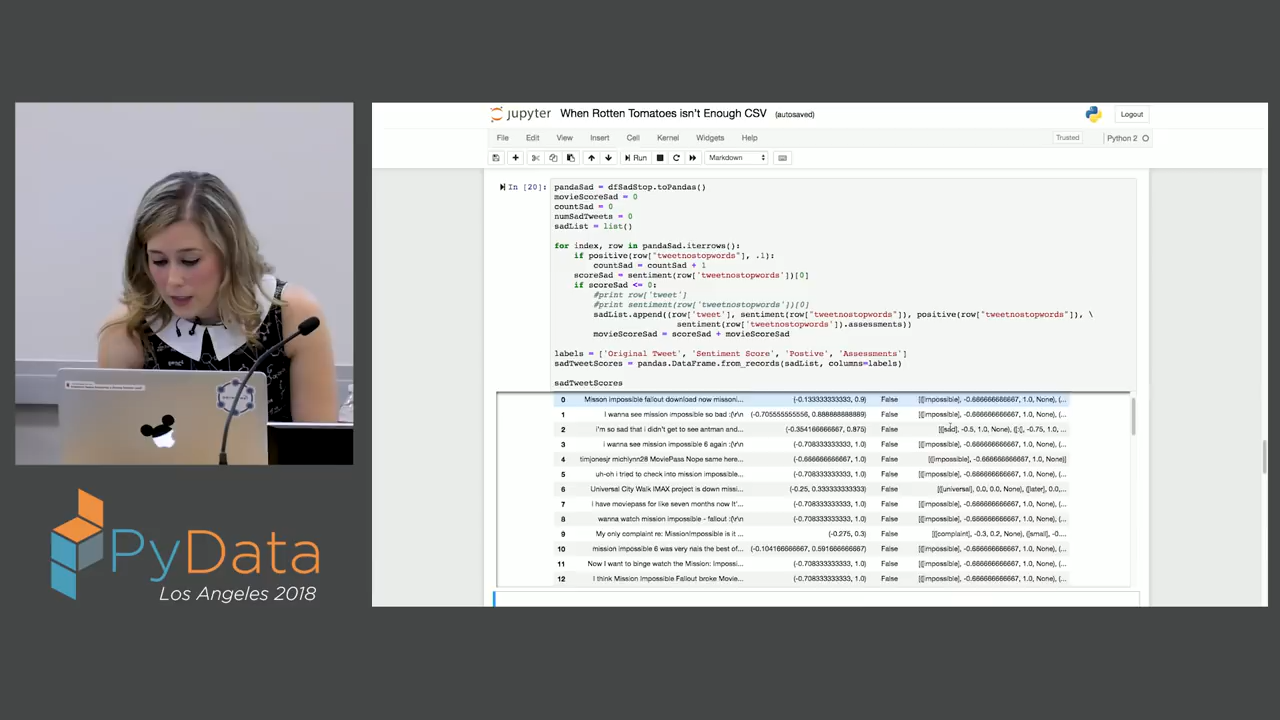 jupyter When Rotten Tomatoes isn't Enough CSV (autosaved) Logout
File Edit View Insert Cell Kernel Widgets Help Trusted Python 2
Run Markdown
In [20]: pandaSad = dfSadStop.toPandas()
movieScoreSad = 0
countSad = 0
numSadTweets = 0
sadList = list()
for index, row in pandaSad.iterrows():
if positive(row["tweetnostopwords"], .1):
countSad = countSad + 1
scoreSad = sentiment(row['tweetnostopwords'])[0]
if scoreSad <= 0:
#print row['tweet']
#print sentiment(row['tweetnostopwords'])[0]
sadList.append((row['tweet'], sentiment(row["tweetnostopwords"]), positive(row["tweetnostopwords"]), \
sentiment(row['tweetnostopwords']).assessments))
movieScoreSad = scoreSad + movieScoreSad
labels = ['Original Tweet', 'Sentiment Score', 'Postive', 'Assessments']
sadTweetScores = pandas.DataFrame.from_records(sadList, columns=labels)
sadTweetScores
0 Misson impossible fallout download now missoni... (-0.133333333333, 0.9) False [([impossible], -0.666666666667, 1.0, None), (...
1 I wanna see mission impossible so bad :(\r\n (-0.705555555556, 0.888888888889) False [([impossible], -0.666666666667, 1.0, None), (...
2 i'm so sad that i didn't get to see antman and... (-0.354166666667, 0.875) False [([sad], -0.5, 1.0, None), ([:(], -0.75, 1.0, ...
3 i wanna see mission impossible 6 again :(\r\n (-0.708333333333, 1.0) False [([impossible], -0.666666666667, 1.0, None), (...
4 timjonesjr michlynn28 MoviePass Nope same here... (-0.666666666667, 1.0) False [([impossible], -0.666666666667, 1.0, None)]
5 uh-oh i tried to check into mission impossible... (-0.708333333333, 1.0) False [([impossible], -0.666666666667, 1.0, None), (...
6 Universal City Walk IMAX project is down missi... (-0.25, 0.333333333333) False [([universal], 0.0, 0.0, None), ([later], 0.0,...
7 i have moviepass for like seven months now It'... (-0.708333333333, 1.0) False [([impossible], -0.666666666667, 1.0, None), (...
8 wanna watch mission impossible - fallout :(\r\n (-0.708333333333, 1.0) False [([impossible], -0.666666666667, 1.0, None), (...
9 My only complaint re: MissionImpossible is it ... (-0.275, 0.3) False [([complaint], -0.3, 0.2, None), ([small], -0....
10 mission impossible 6 was very nais the best of... (-0.104166666667, 0.591666666667) False [([impossible], -0.666666666667, 1.0, None), (...
11 Now I want to binge watch the Mission: Impossi... (-0.708333333333, 1.0) False [([impossible], -0.666666666667, 1.0, None), (...
12 I think Mission Impossible Fallout broke Movie... (-0.708333333333, 1.0) False [([impossible], -0.666666666667, 1.0, None), (...
PyData
Los Angeles 2018